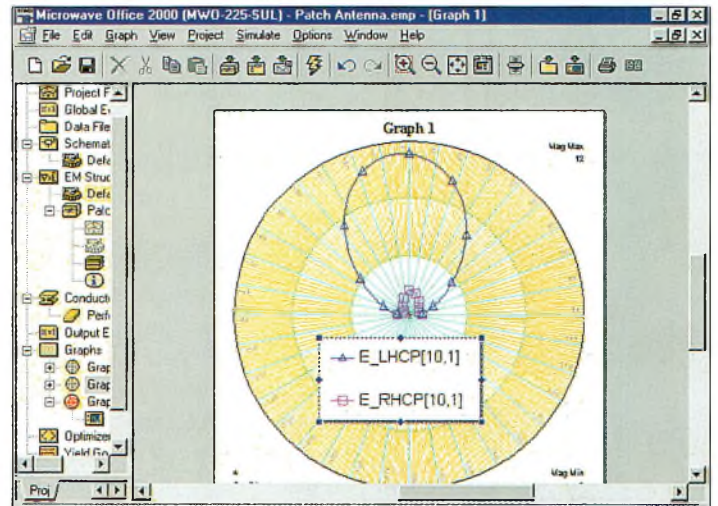 Microwave Office 2000 (MWO-225-SUL) - Patch Antenna.emp - [Graph 1]
File Edit Graph View Project Simulate Options Window Help
Project F
Global E
Data File
Schemat
Defa
EM Struc
Defa
Patc
Conducto
Perfe
Output E
Graphs
Grap
Grap
Grap
Optimizer
Yield Go
Proj
Graph 1
Mag Max
12
E_LHCP[10,1]
E_RHCP[10,1]
Mag Min